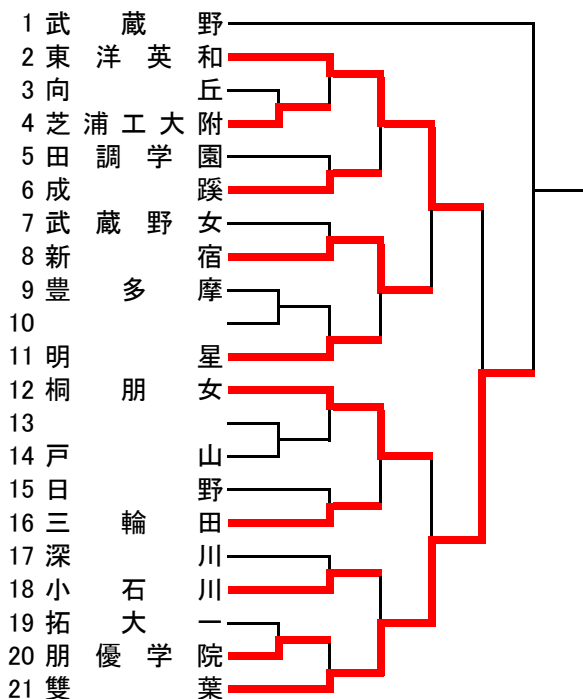 1 武蔵野
2 東洋英和
3 向丘
4 芝浦工大附
5 田調学園
6 成蹊
7 武蔵野女
8 新宿
9 豊多摩
10
11 明星
12 桐朋女
13
14 戸山
15 日野
16 三輪田
17 深川
18 小石川
19 拓大一
20 朋優学院
21 雙葉